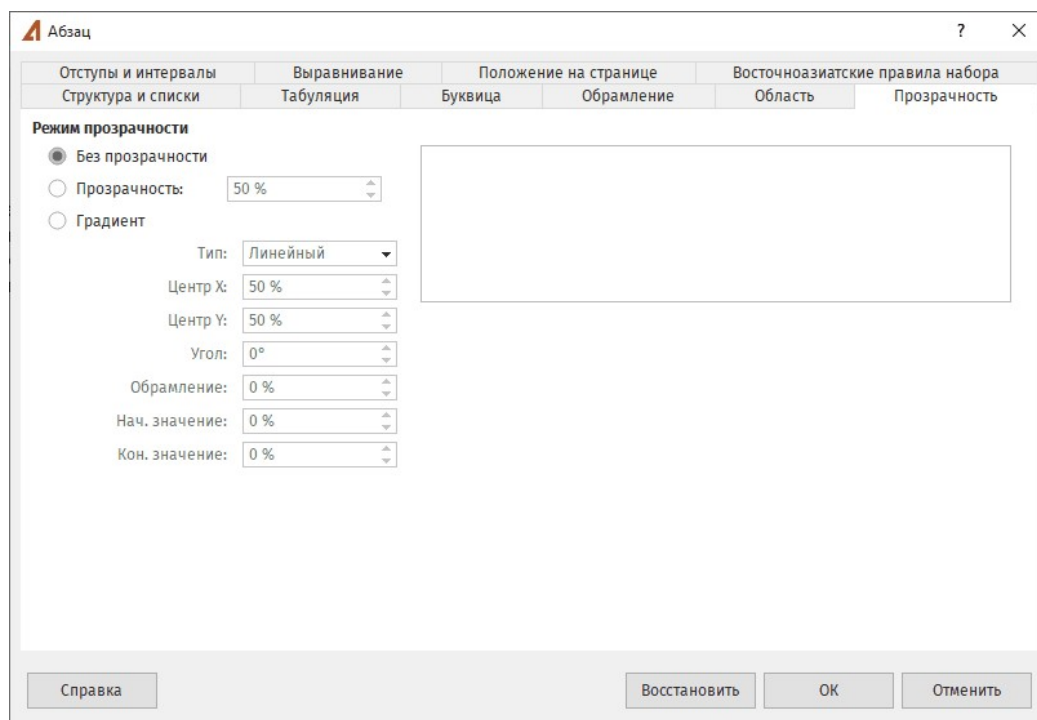 Абзац ?
Отступы и интервалы Выравнивание Положение на странице Восточноазиатские правила набора
Структура и списки Табуляция Буквица Обрамление Область Прозрачность
Режим прозрачности
Без прозрачности
Прозрачность: 50 %
Градиент
Тип: Линейный
Центр X: 50 %
Центр Y: 50 %
Угол: 0°
Обрамление: 0 %
Нач. значение: 0 %
Кон. значение: 0 %
Справка Восстановить ОК Отменить